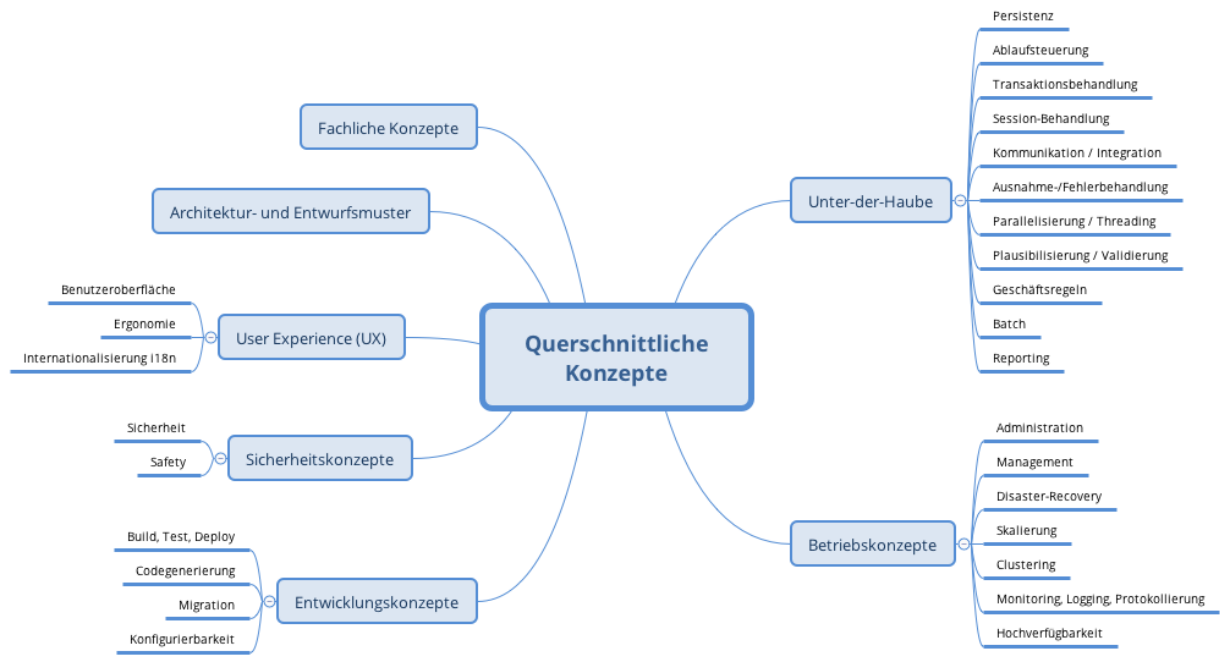 Querschnittliche
Konzepte
Fachliche Konzepte
Architektur- und Entwurfsmuster
User Experience (UX)
Benutzeroberfläche
Ergonomie
Internationalisierung i18n
Sicherheitskonzepte
Sicherheit
Safety
Entwicklungskonzepte
Build, Test, Deploy
Codegenerierung
Migration
Konfigurierbarkeit
Unter-der-Haube
Persistenz
Ablaufsteuerung
Transaktionsbehandlung
Session-Behandlung
Kommunikation / Integration
Ausnahme-/Fehlerbehandlung
Parallelisierung / Threading
Plausibilisierung / Validierung
Geschäftsregeln
Batch
Reporting
Betriebskonzepte
Administration
Management
Disaster-Recovery
Skalierung
Clustering
Monitoring, Logging, Protokollierung
Hochverfügbarkeit